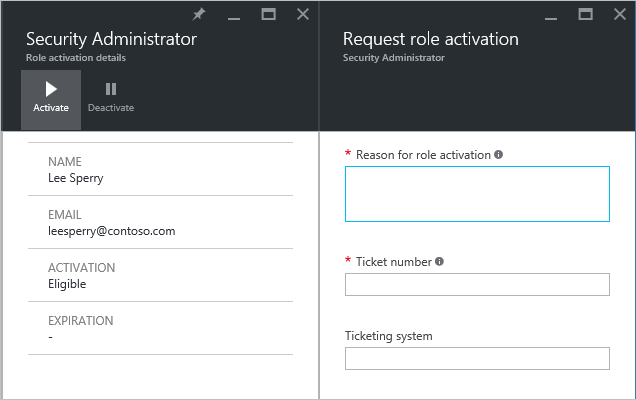 Security Administrator
Role activation details
Activate
Deactivate
NAME
Lee Sperry
EMAIL
leesperry@contoso.com
ACTIVATION
Eligible
EXPIRATION
-
Request role activation
Security Administrator
* Reason for role activation
* Ticket number
Ticketing system